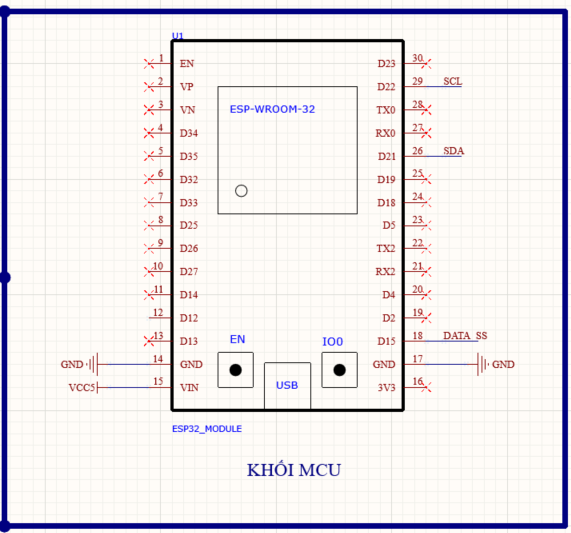 U1
1 EN D23 30
2 VP D22 29 SCL
3 VN TX0 28
4 D34 RX0 27
5 D35 D21 26 SDA
6 D32 D19 25
7 D33 D18 24
8 D25 D5 23
9 D26 TX2 22
10 D27 RX2 21
11 D14 D4 20
12 D12 D2 19
13 D13 D15 18 DATA_SS
GND 14 GND GND 17 GND
VCC5 15 VIN 3V3 16
ESP-WROOM-32
EN IO0
USB
ESP32_MODULE
KHỐI MCU